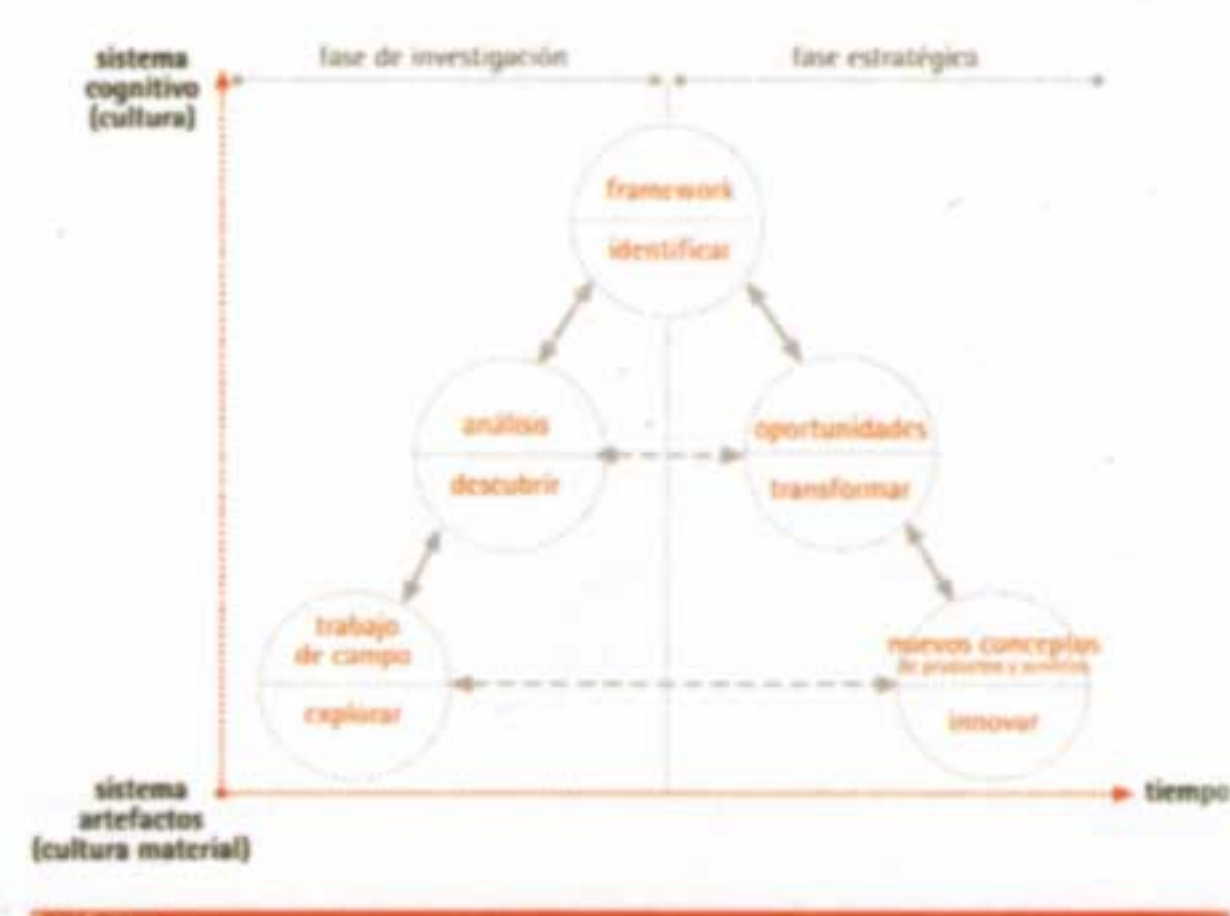 sistema
cognitivo
(cultura)
fase de investigación
fase estratégica
framework
identificar
análisis
descubrir
oportunidades
transformar
trabajo
de campo
explorar
nuevos conceptos
de productos y servicios
innovar
sistema
artefactos
(cultura material)
tiempo